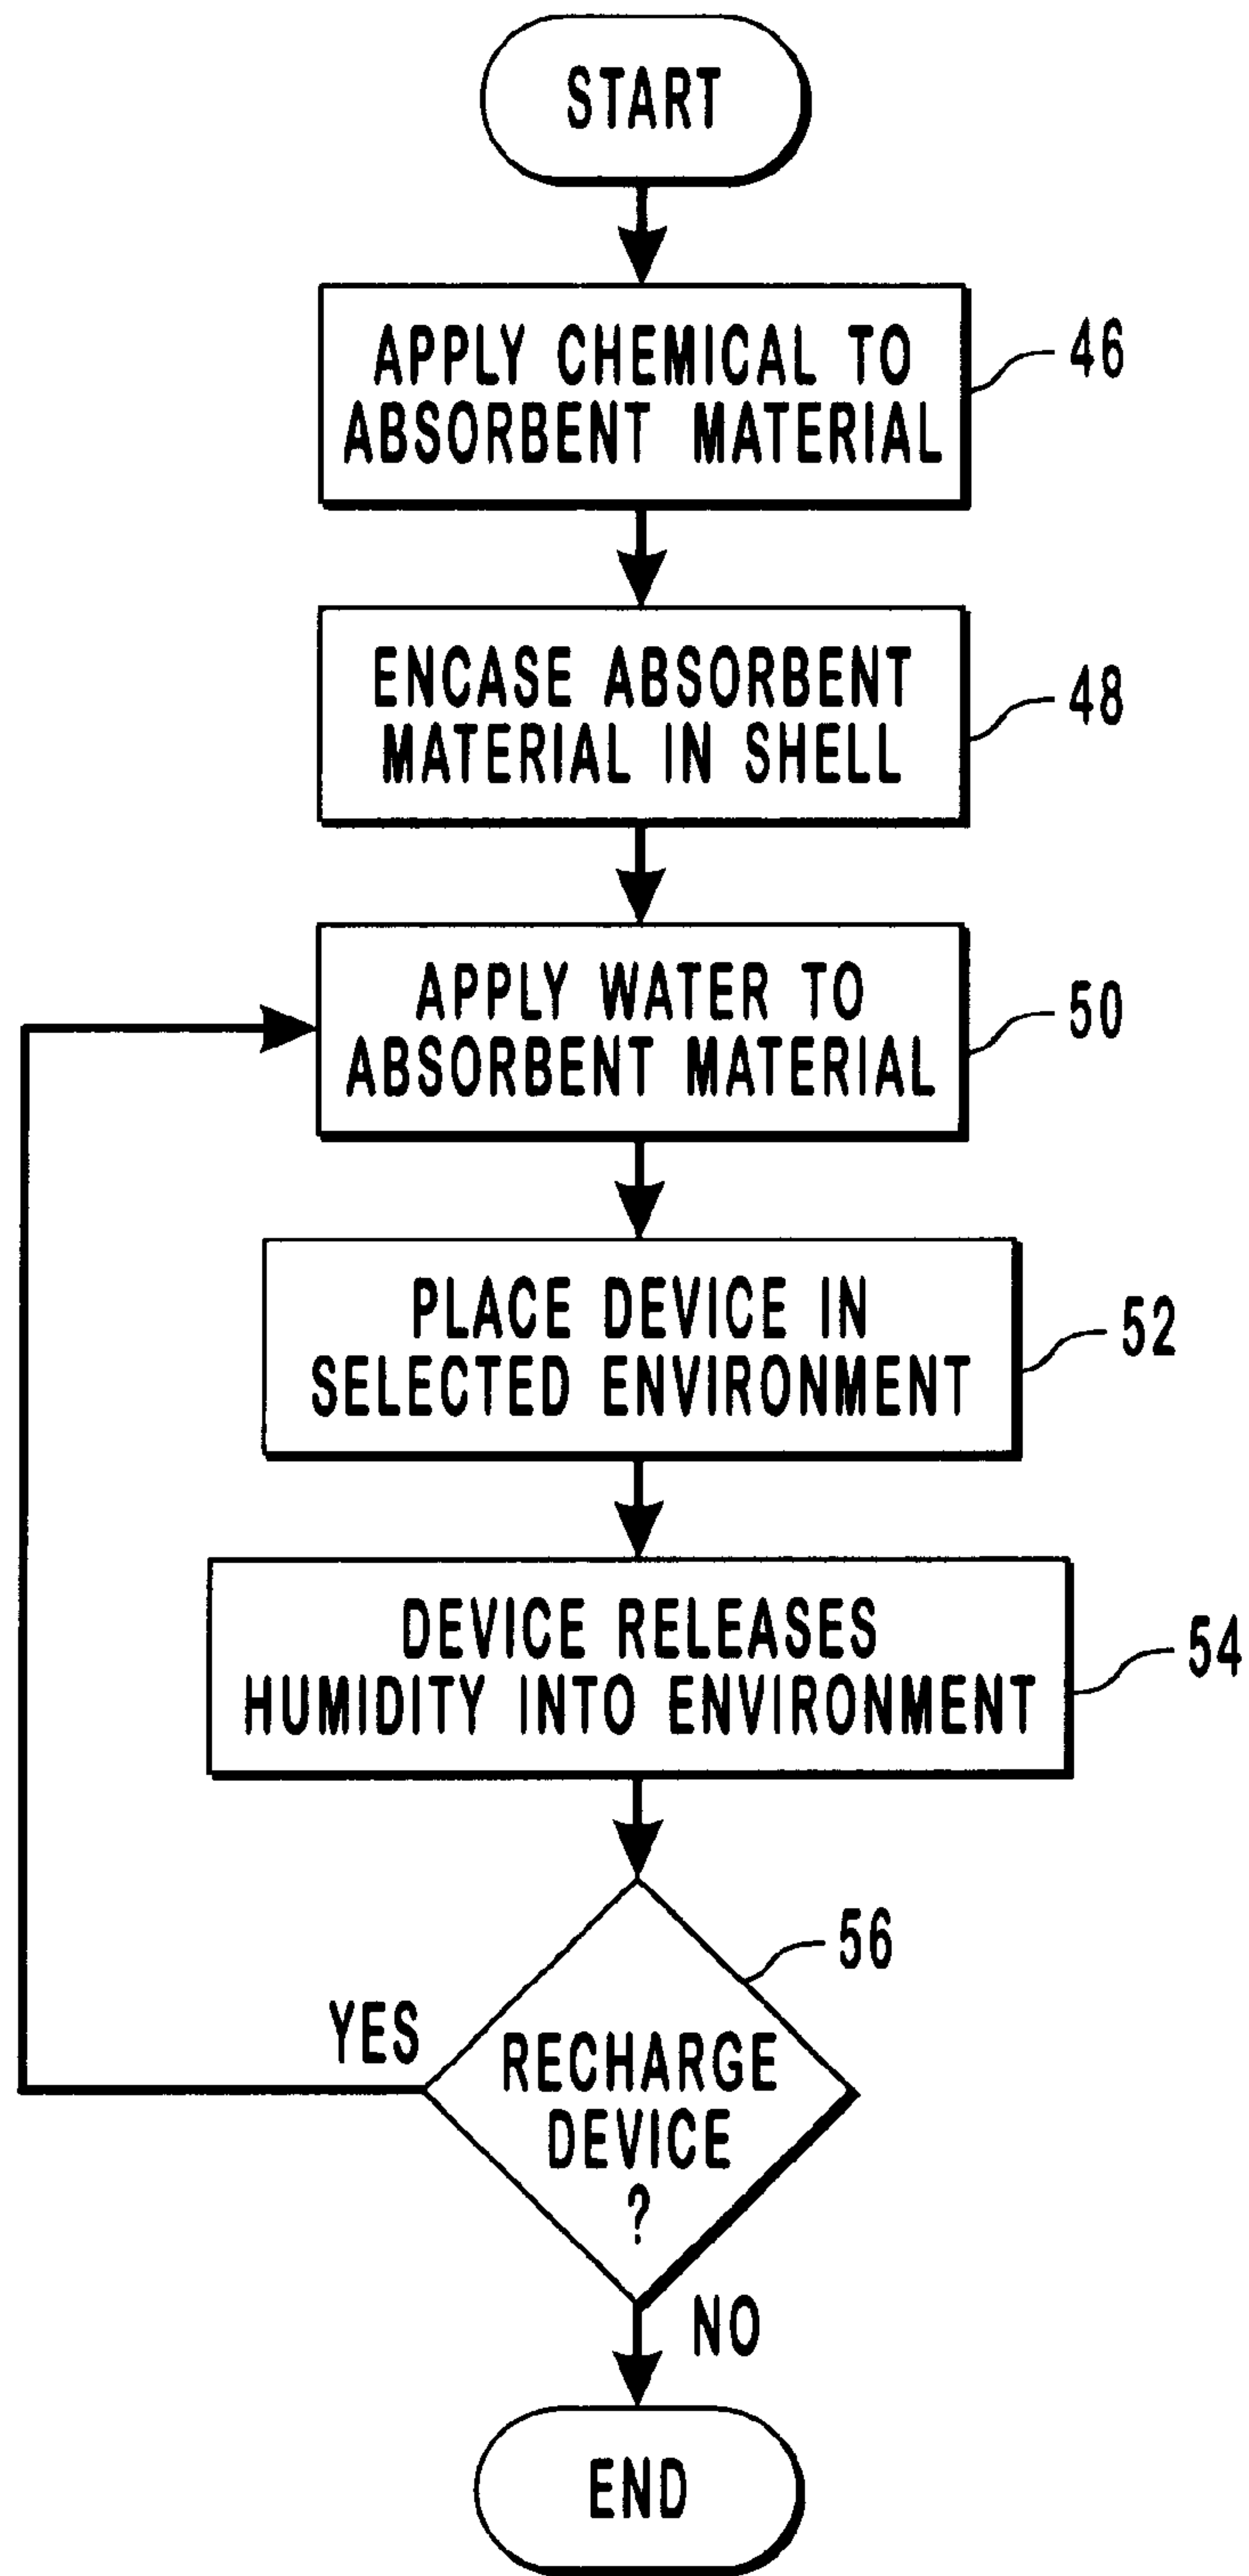 START
APPLY CHEMICAL TO
ABSORBENT MATERIAL
46
ENCASE ABSORBENT
MATERIAL IN SHELL
48
APPLY WATER TO
ABSORBENT MATERIAL
50
PLACE DEVICE IN
SELECTED ENVIRONMENT
52
DEVICE RELEASES
HUMIDITY INTO ENVIRONMENT
54
56
YES
RECHARGE
DEVICE
?
NO
END